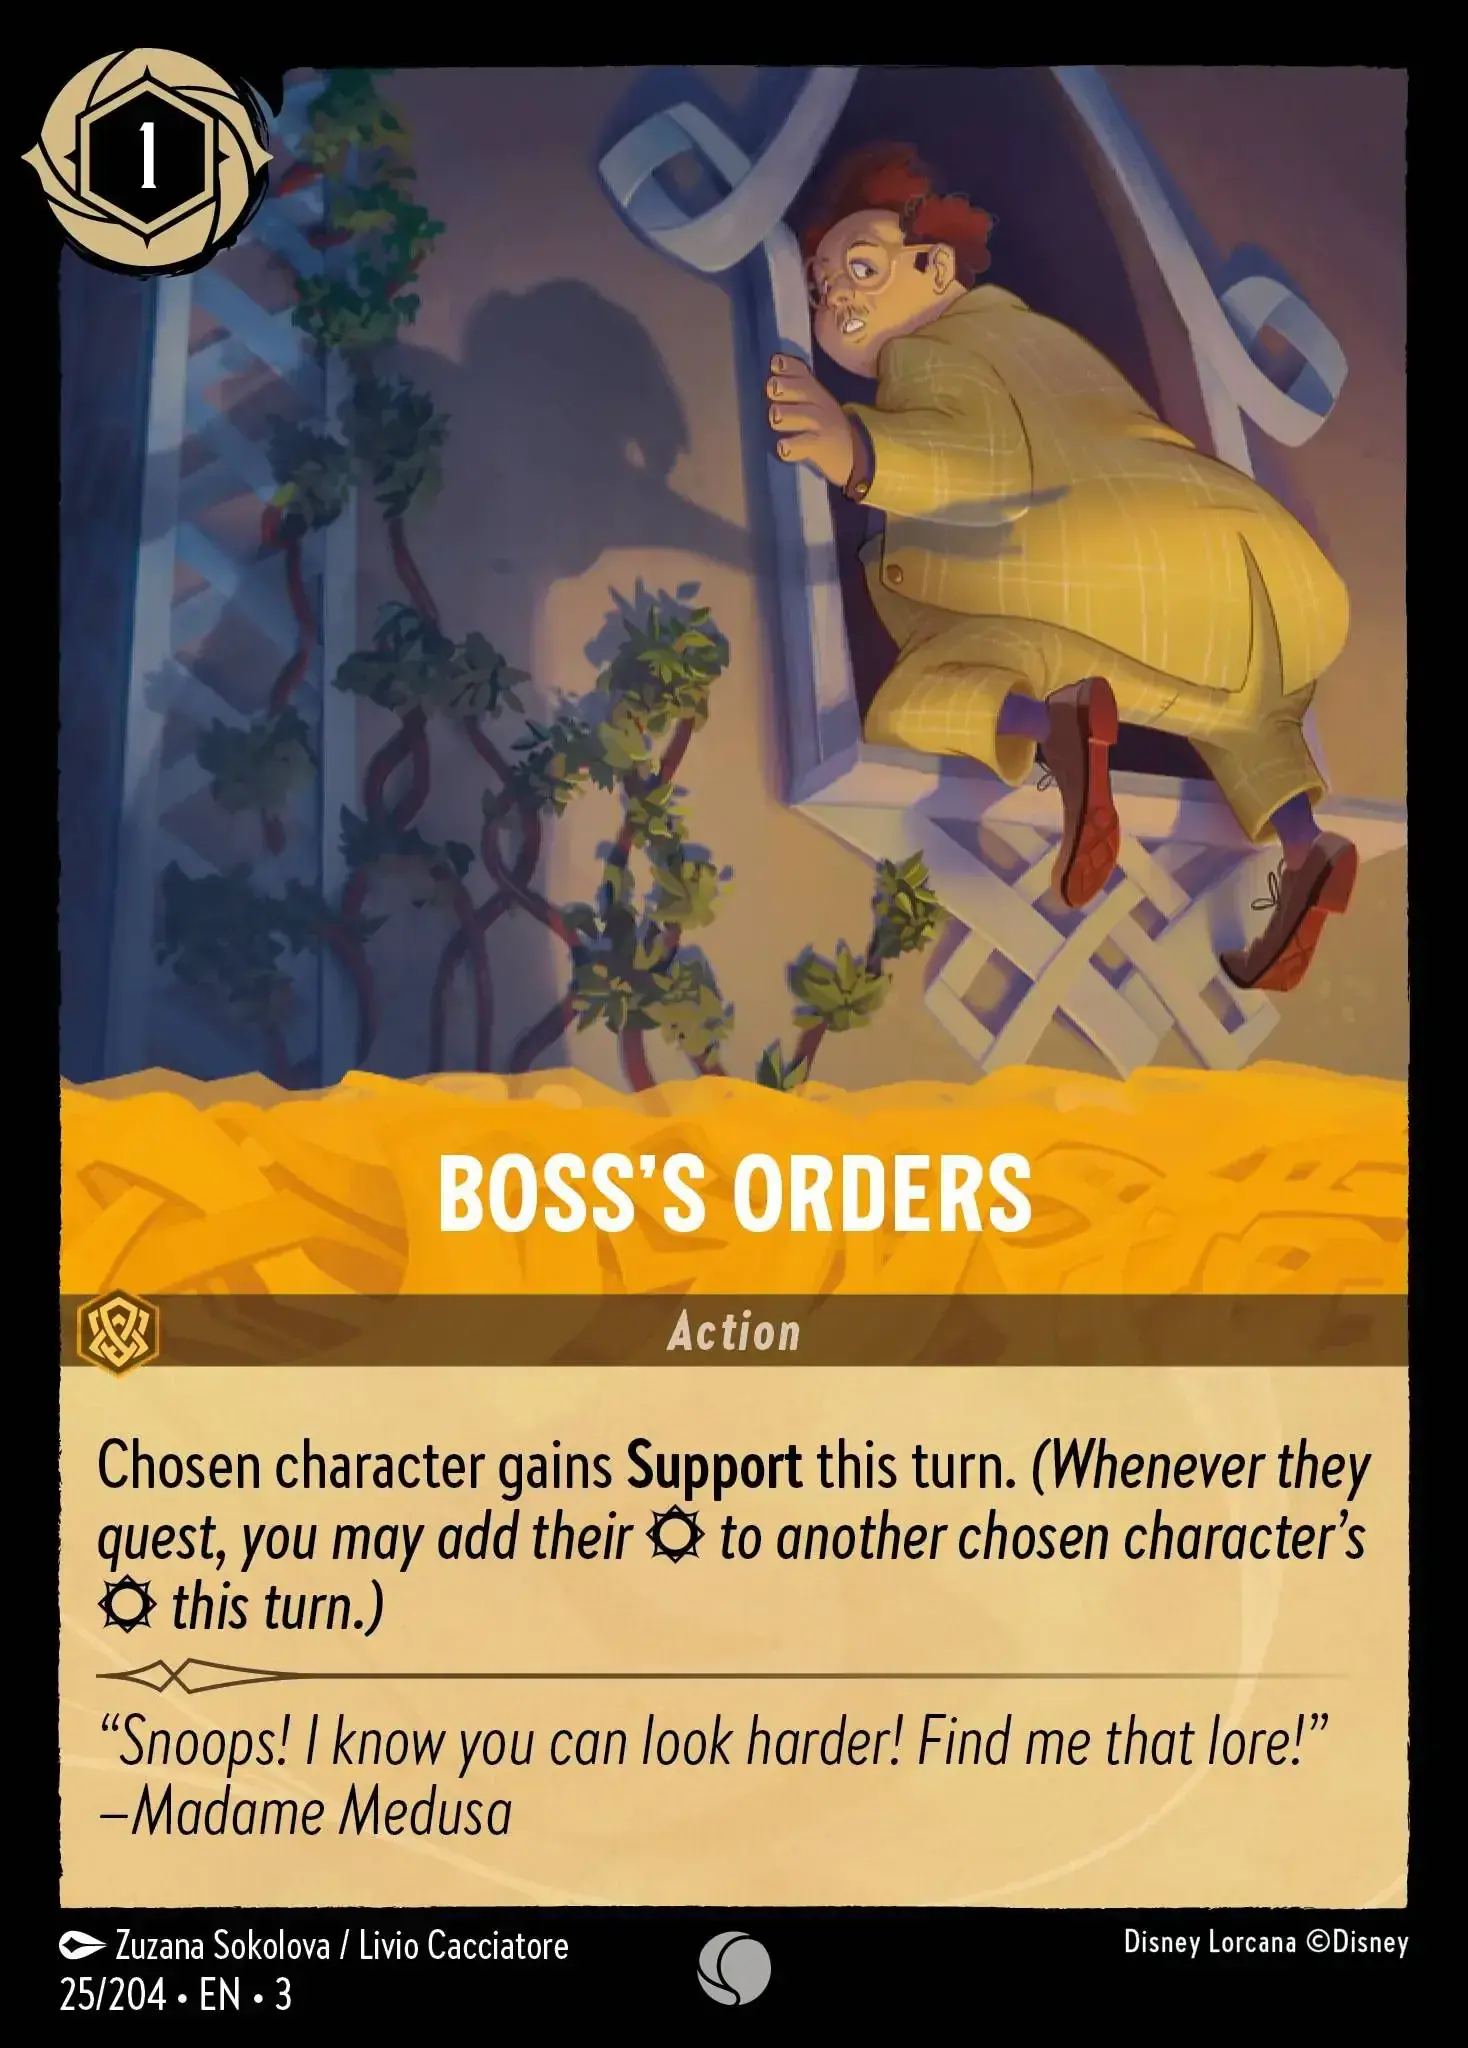 1
BOSS'S ORDERS
Action
Chosen character gains Support this turn. (Whenever they
quest, you may add their to another chosen character's
this turn.)
“Snoops! I know you can look harder! Find me that lore!”
–Madame Medusa
Zuzana Sokolova / Livio Cacciatore
Disney Lorcana ©Disney
25/204 • EN • 3